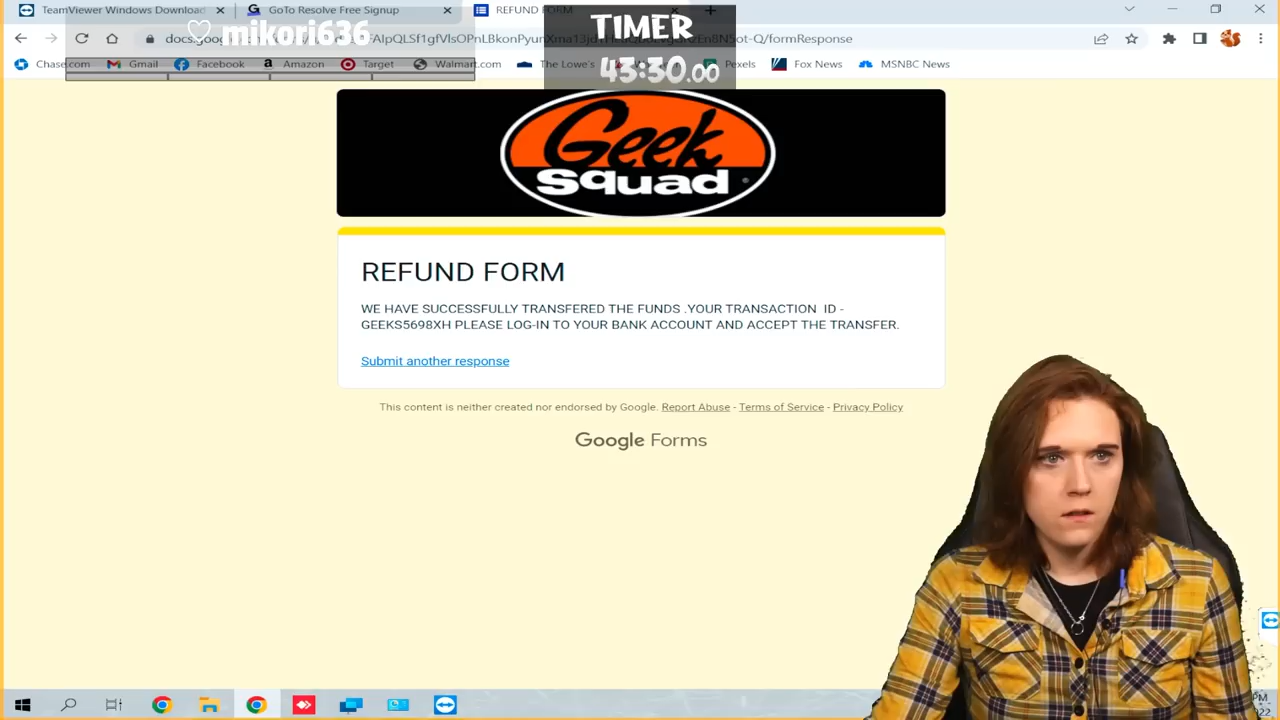 TeamViewer Windows Download
GoTo Resolve Free Signup
REFUND FORM
TIMER
43:30.00
mikori636
Chase.com
Gmail
Facebook
Amazon
Target
Walmart.com
The Lowe's
Pexels
Fox News
MSNBC News
Geek
Squad
REFUND FORM
WE HAVE SUCCESSFULLY TRANSFERED THE FUNDS .YOUR TRANSACTION ID -
GEEKS5698XH PLEASE LOG-IN TO YOUR BANK ACCOUNT AND ACCEPT THE TRANSFER.
Submit another response
This content is neither created nor endorsed by Google. Report Abuse - Terms of Service - Privacy Policy
Google Forms
PM